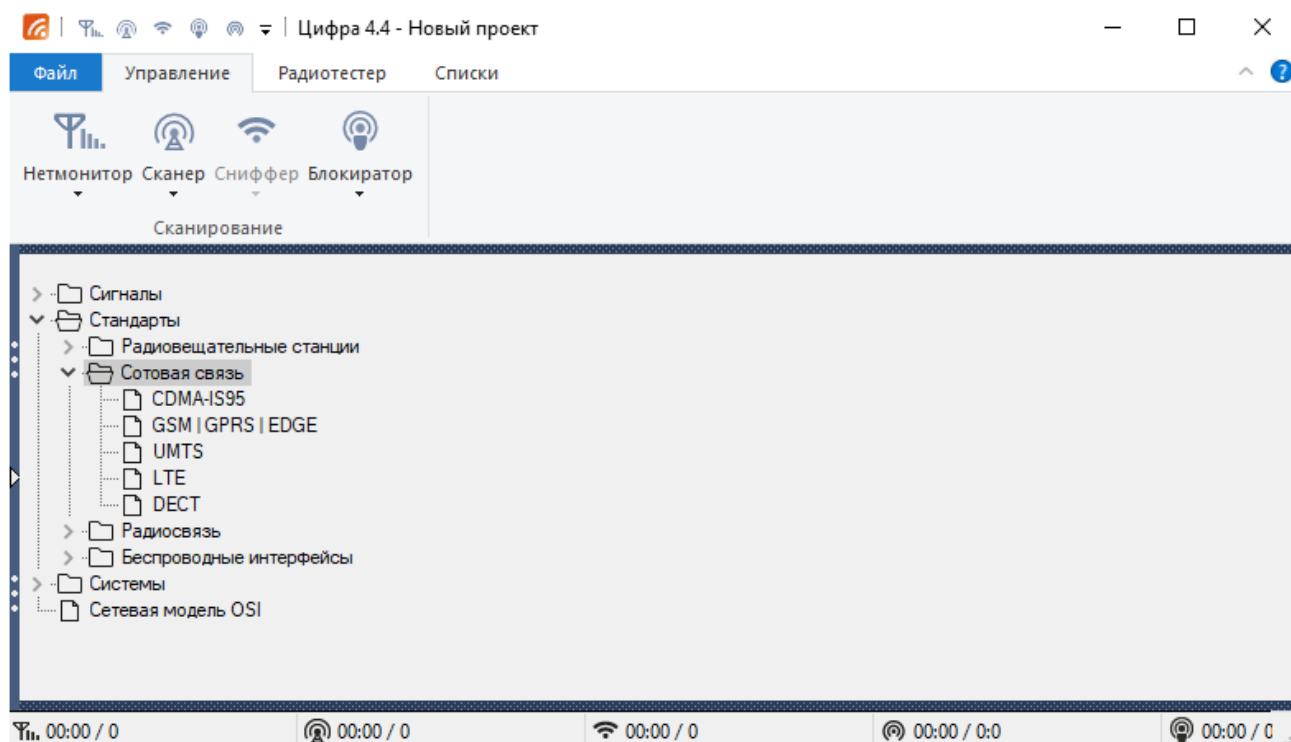 Цифра 4.4 - Новый проект
Файл Управление Радиотестер Списки
Нетмонитор Сканер Сниффер Блокиратор
Сканирование
Сигналы
Стандарты
Радиовещательные станции
Сотовая связь
CDMA-IS95
GSM | GPRS | EDGE
UMTS
LTE
DECT
Радиосвязь
Беспроводные интерфейсы
Системы
Сетевая модель OSI
00:00 / 0 00:00 / 0 00:00 / 0 00:00 / 0:0 00:00 / 0